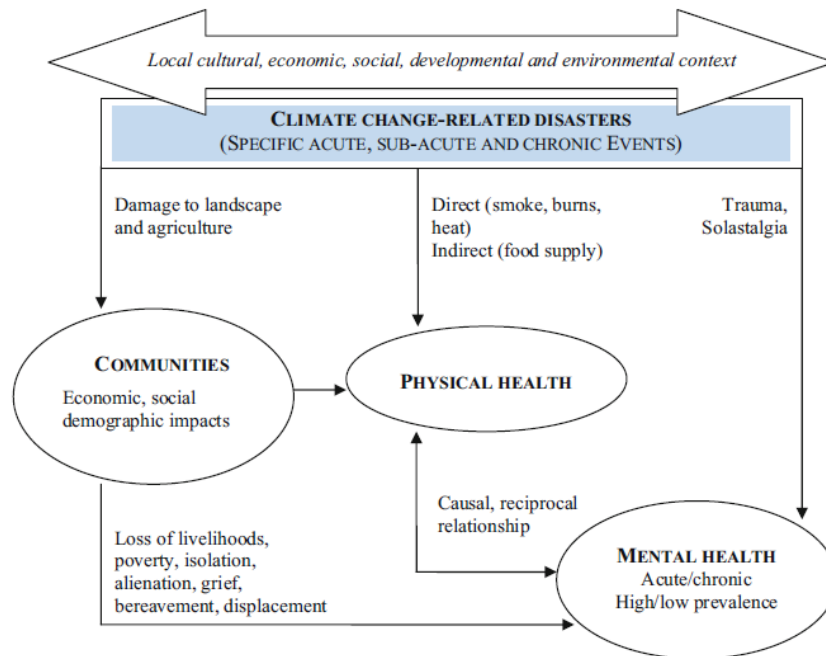 Local cultural, economic, social, developmental and environmental context
CLIMATE CHANGE-RELATED DISASTERS
(SPECIFIC ACUTE, SUB-ACUTE AND CHRONIC EVENTS)
Damage to landscape
and agriculture
Direct (smoke, burns,
heat)
Indirect (food supply)
Trauma,
Solastalgia
COMMUNITIES
Economic, social
demographic impacts
PHYSICAL HEALTH
Causal, reciprocal
relationship
Loss of livelihoods,
poverty, isolation,
alienation, grief,
bereavement, displacement
MENTAL HEALTH
Acute/chronic
High/low prevalence